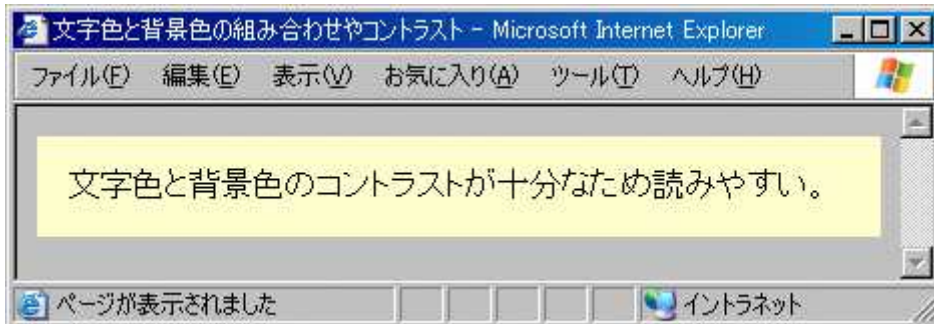 文字色と背景色の組み合わせやコントラスト - Microsoft Internet Explorer
ファイル(F) 編集(E) 表示(V) お気に入り(A) ツール(T) ヘルプ(H)
文字色と背景色のコントラストが十分なため読みやすい。
ページが表示されました イントラネット